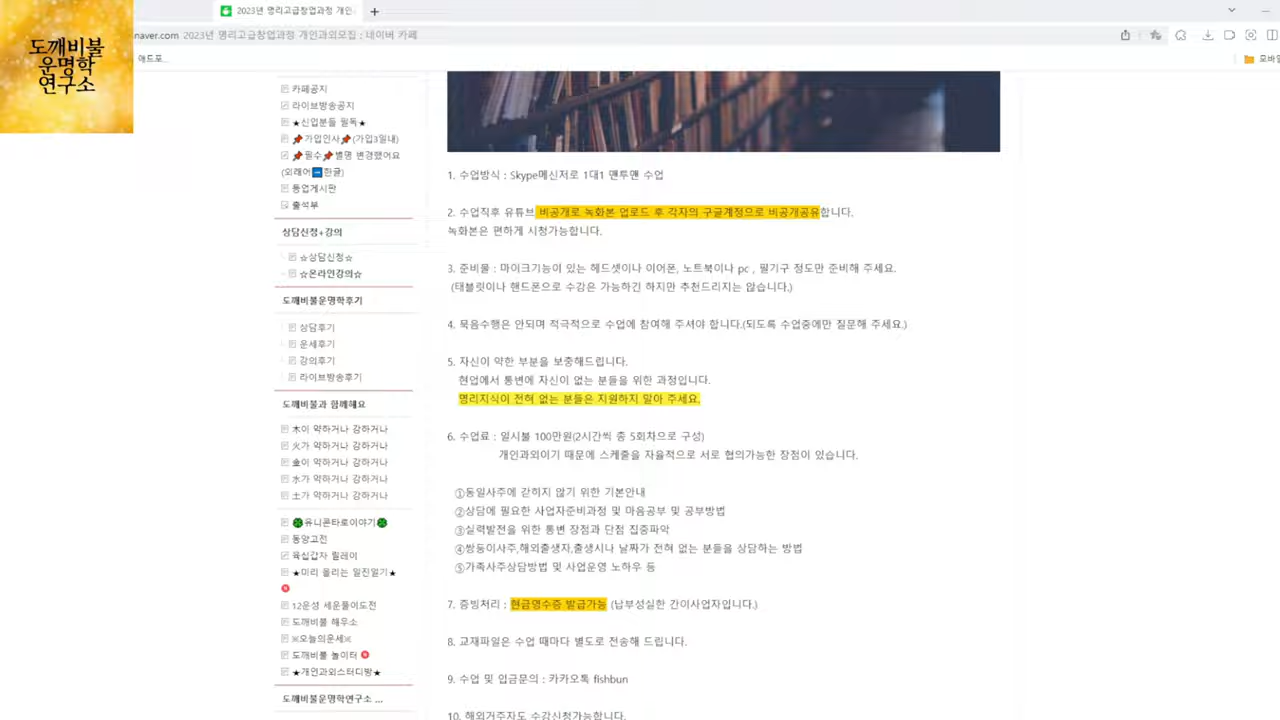 도깨비불
운명학
연구소
2023년 명리고급창업과정 개인
naver.com 2023년 명리고급창업과정 개인과외모집 : 네이버 카페
애드포...
모바일
카페공지
라이브방송공지
★신입분들 필독★
📌가입인사📌(가입3일내)
📌필수📌별명 변경했어요
(외래어➡한글)
등업게시판
출석부
상담신청+강의
☆상담신청☆
☆온라인강의☆
도깨비불운명학후기
상담후기
운세후기
강의후기
라이브방송후기
도깨비불과 함께해요
木이 약하거나 강하거나
火가 약하거나 강하거나
金이 약하거나 강하거나
水가 약하거나 강하거나
土가 약하거나 강하거나
🍀유니콘타로이야기🍀
동양고전
육십갑자 릴레이
★미리 올리는 일진일기★
12운성 세운풀이도전
도깨비불 해우소
※오늘의운세※
도깨비불 놀이터
★개인과외스터디방★
도깨비불운명학연구소 ...
1. 수업방식 : Skype메신저로 1대1 맨투맨 수업
2. 수업직후 유튜브 비공개로 녹화본 업로드 후 각자의 구글계정으로 비공개공유합니다.
녹화본은 편하게 시청가능합니다.
3. 준비물 : 마이크기능이 있는 헤드셋이나 이어폰, 노트북이나 pc , 필기구 정도만 준비해 주세요.
(태블릿이나 핸드폰으로 수강은 가능하긴 하지만 추천드리지는 않습니다.)
4. 묵음수행은 안되며 적극적으로 수업에 참여해 주셔야 합니다.(되도록 수업중에만 질문해 주세요.)
5. 자신이 약한 부분을 보충해드립니다.
현업에서 통변에 자신이 없는 분들을 위한 과정입니다.
명리지식이 전혀 없는 분들은 지원하지 말아 주세요.
6. 수업료 : 일시불 100만원(2시간씩 총 5회차으로 구성)
개인과외이기 때문에 스케줄을 자율적으로 서로 협의가능한 장점이 있습니다.
①동일사주에 갇히지 않기 위한 기본안내
②상담에 필요한 사업자준비과정 및 마음공부 및 공부방법
③실력발전을 위한 통변 장점과 단점 집중파악
④쌍둥이사주,해외출생자,출생시나 날짜가 전혀 없는 분들을 상담하는 방법
⑤가족사주상담방법 및 사업운영 노하우 등
7. 증빙처리 : 현금영수증 발급가능 (납부성실한 간이사업자입니다.)
8. 교재파일은 수업 때마다 별도로 전송해 드립니다.
9. 수업 및 입금문의 : 카카오톡 fishbun
10. 해외거주자도 수강신청가능합니다.